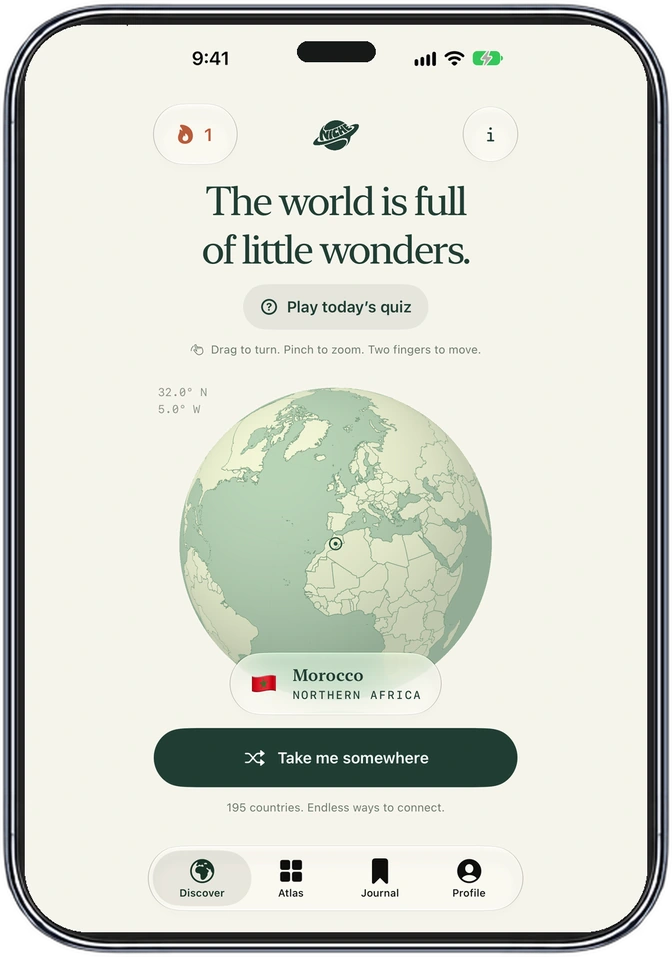 9:41
1
NICHE
i
The world is full
of little wonders.
Play today's quiz
Drag to turn. Pinch to zoom. Two fingers to move.
32.0° N
5.0° W
Morocco
NORTHERN AFRICA
Take me somewhere
195 countries. Endless ways to connect.
Discover
Atlas
Journal
Profile